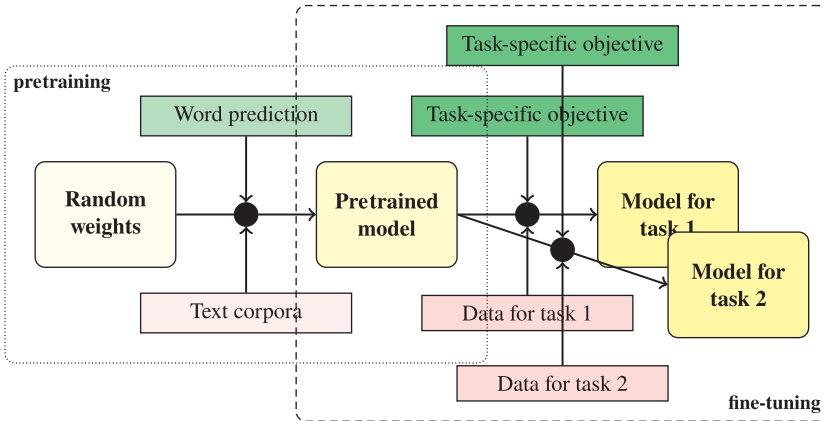 Task-specific objective
pretraining
Word prediction
Task-specific objective
Random
weights
Pretrained
model
Model for
task 1
Model for
task 2
Text corpora
Data for task 1
Data for task 2
fine-tuning